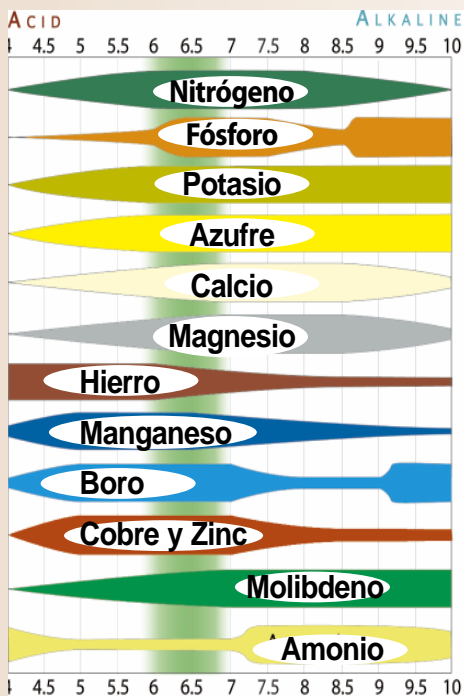 ACID ALKALINE
4 4.5 5 5.5 6 6.5 7 7.5 8 8.5 9 9.5 10
Nitrógeno
Fósforo
Potasio
Azufre
Calcio
Magnesio
Hierro
Manganeso
Boro
Cobre y Zinc
Molibdeno
Amonio
4 4.5 5 5.5 6 6.5 7 7.5 8 8.5 9 9.5 10